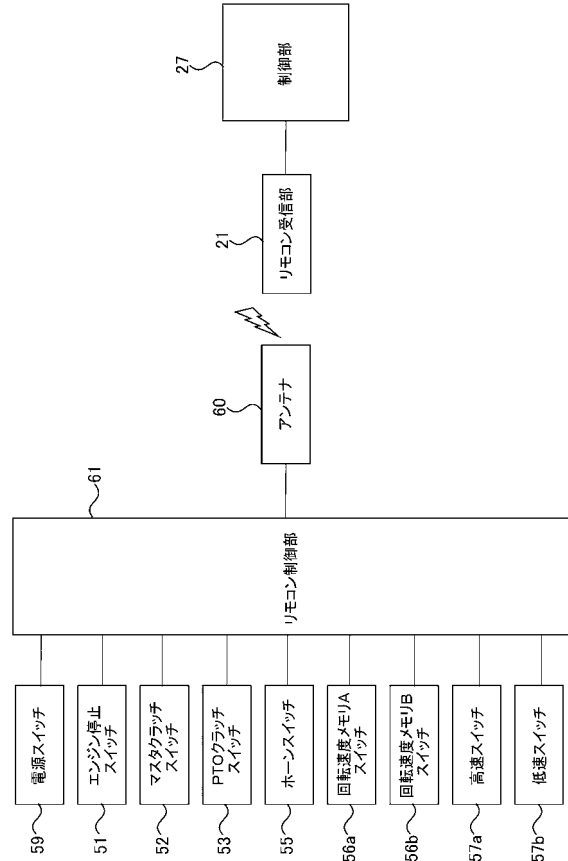 59
電源スイッチ
51
エンジン停止
スイッチ
52
マスタクラッチ
スイッチ
53
PTOクラッチ
スイッチ
55
ホーンスイッチ
56a
回転速度メモリA
スイッチ
56b
回転速度メモリB
スイッチ
57a
高速スイッチ
57b
低速スイッチ
61
リモコン制御部
60
アンテナ
21
リモコン受信部
27
制御部